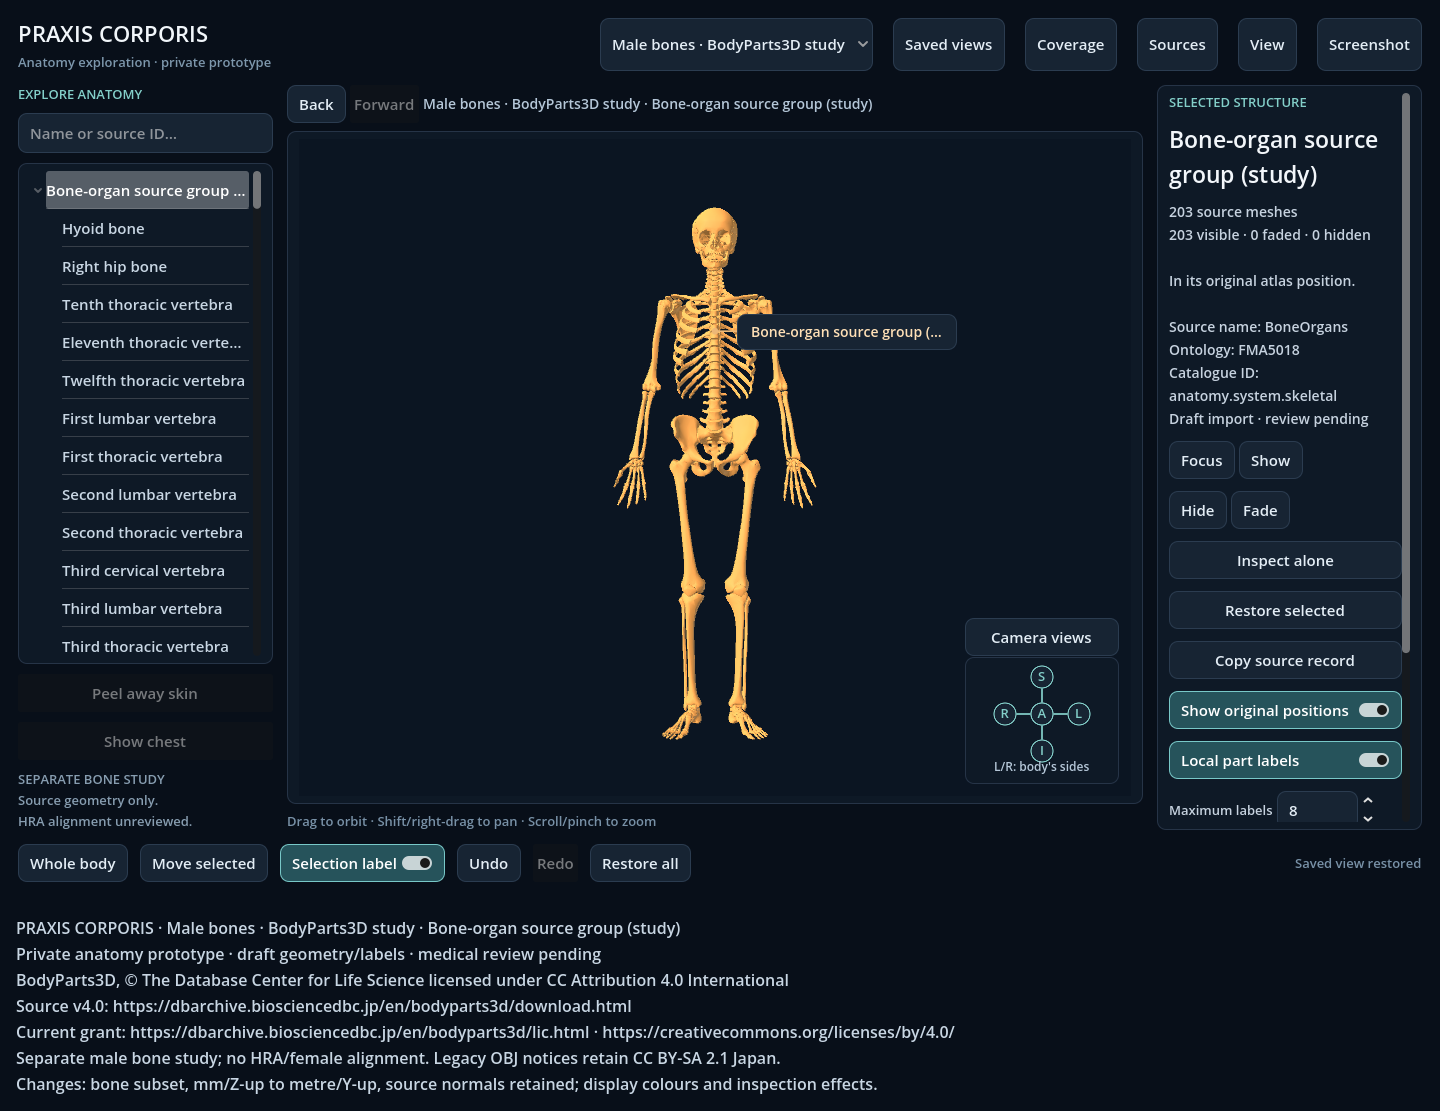 PRAXIS CORPORIS
Anatomy exploration · private prototype
Male bones · BodyParts3D study
Saved views
Coverage
Sources
View
Screenshot
EXPLORE ANATOMY
Name or source ID...
Bone-organ source group ...
Hyoid bone
Right hip bone
Tenth thoracic vertebra
Eleventh thoracic verte...
Twelfth thoracic vertebra
First lumbar vertebra
First thoracic vertebra
Second lumbar vertebra
Second thoracic vertebra
Third cervical vertebra
Third lumbar vertebra
Third thoracic vertebra
Peel away skin
Show chest
SEPARATE BONE STUDY
Source geometry only.
HRA alignment unreviewed.
Back
Forward
Male bones · BodyParts3D study · Bone-organ source group (study)
Bone-organ source group (...
Camera views
S
R
A
L
I
L/R: body's sides
Drag to orbit · Shift/right-drag to pan · Scroll/pinch to zoom
SELECTED STRUCTURE
Bone-organ source
group (study)
203 source meshes
203 visible · 0 faded · 0 hidden
In its original atlas position.
Source name: BoneOrgans
Ontology: FMA5018
Catalogue ID:
anatomy.system.skeletal
Draft import · review pending
Focus
Show
Hide
Fade
Inspect alone
Restore selected
Copy source record
Show original positions
Local part labels
Maximum labels
8
Whole body
Move selected
Selection label
Undo
Redo
Restore all
Saved view restored
PRAXIS CORPORIS · Male bones · BodyParts3D study · Bone-organ source group (study)
Private anatomy prototype · draft geometry/labels · medical review pending
BodyParts3D, © The Database Center for Life Science licensed under CC Attribution 4.0 International
Source v4.0: https://dbarchive.biosciencedbc.jp/en/bodyparts3d/download.html
Current grant: https://dbarchive.biosciencedbc.jp/en/bodyparts3d/lic.html · https://creativecommons.org/licenses/by/4.0/
Separate male bone study; no HRA/female alignment. Legacy OBJ notices retain CC BY-SA 2.1 Japan.
Changes: bone subset, mm/Z-up to metre/Y-up, source normals retained; display colours and inspection effects.